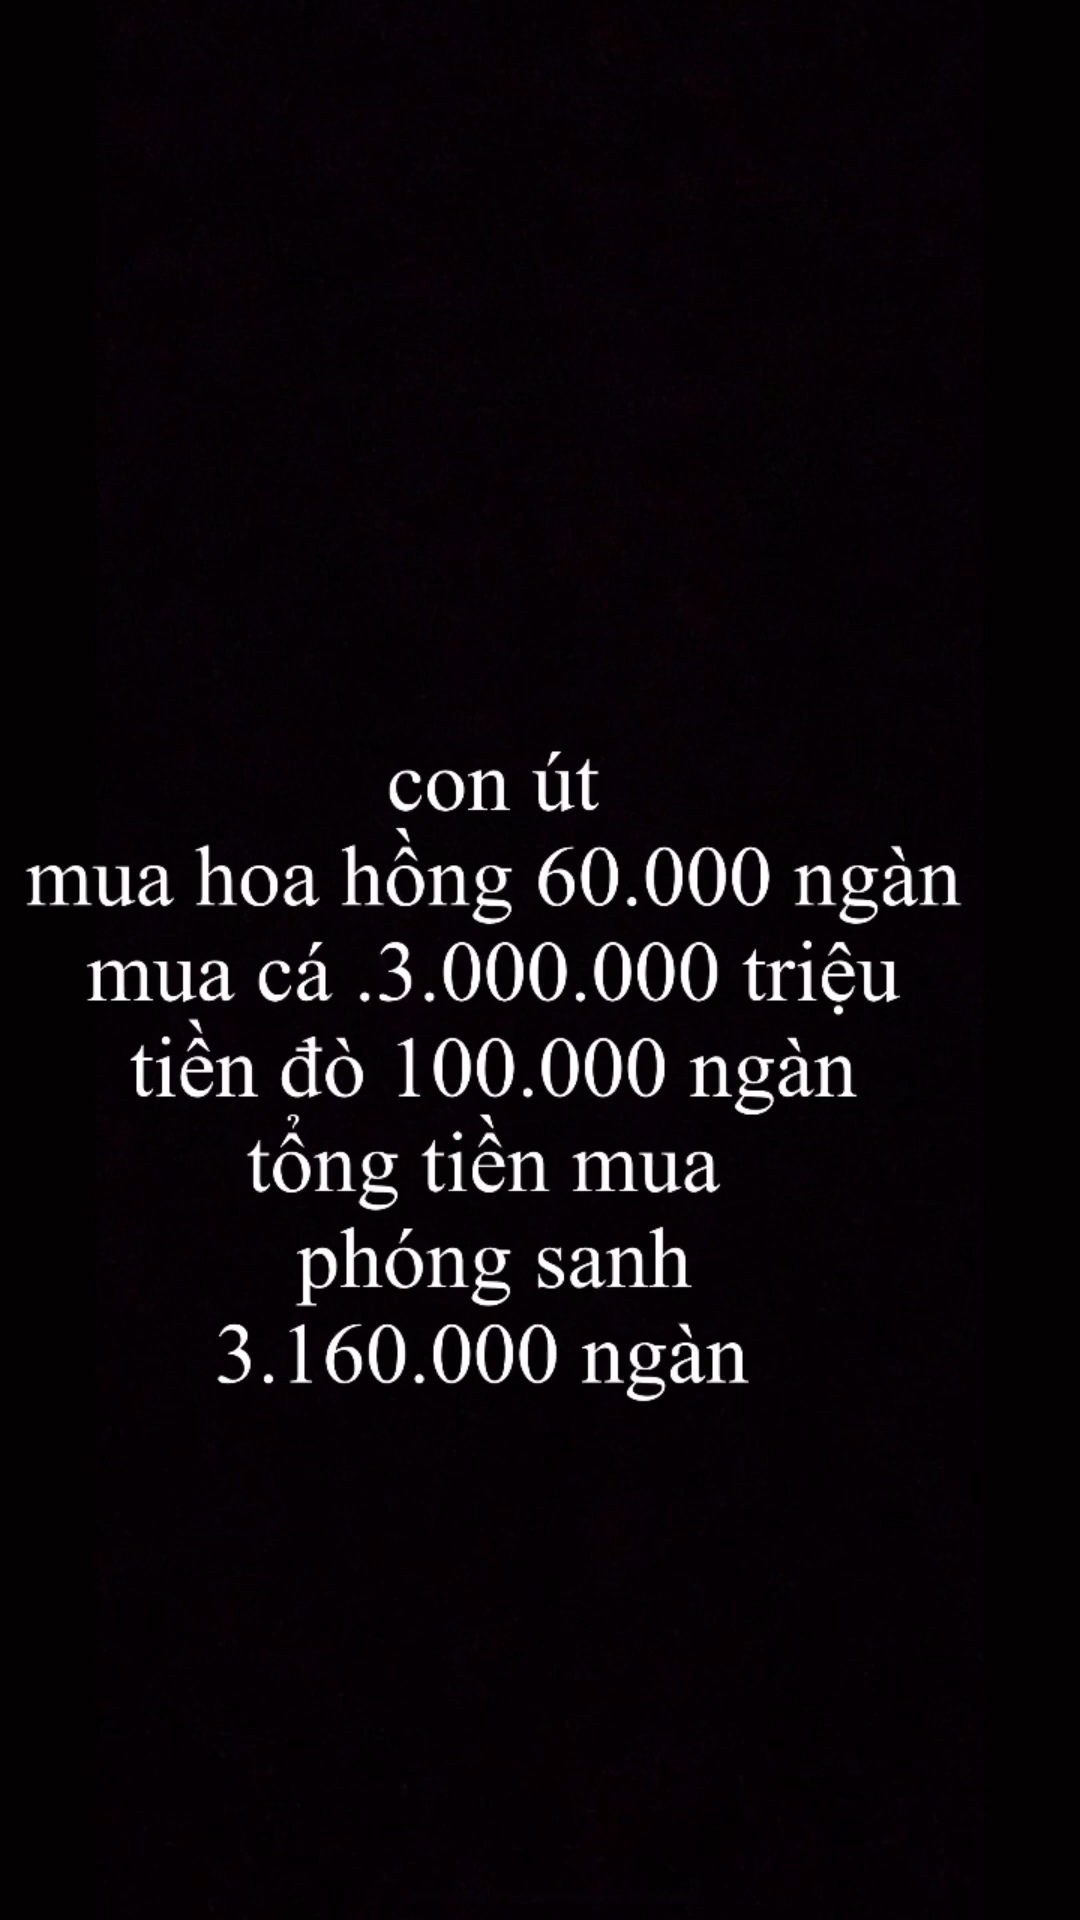 con út
mua hoa hồng 60.000 ngàn
mua cá .3.000.000 triệu
tiền đò 100.000 ngàn
tổng tiền mua
phóng sanh
3.160.000 ngàn